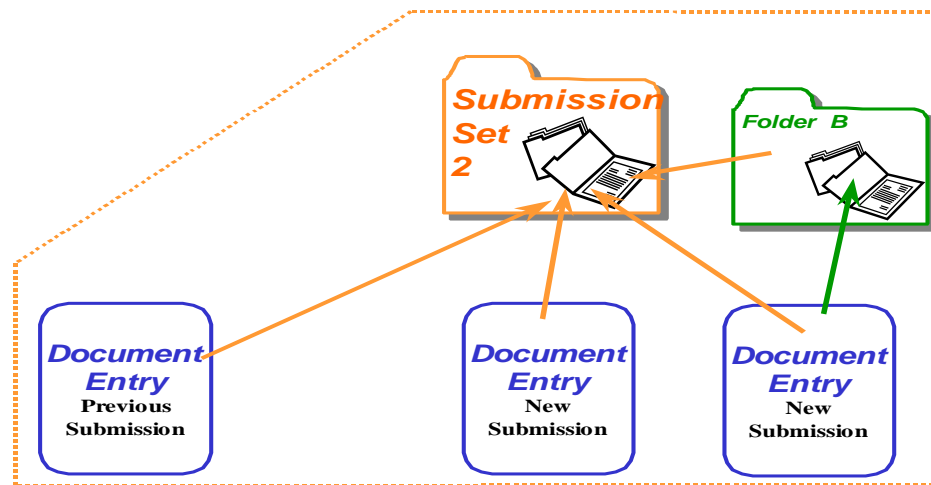 Submission
Set
2
Folder B
Document
Entry
Previous
Submission
Document
Entry
New
Submission
Document
Entry
New
Submission